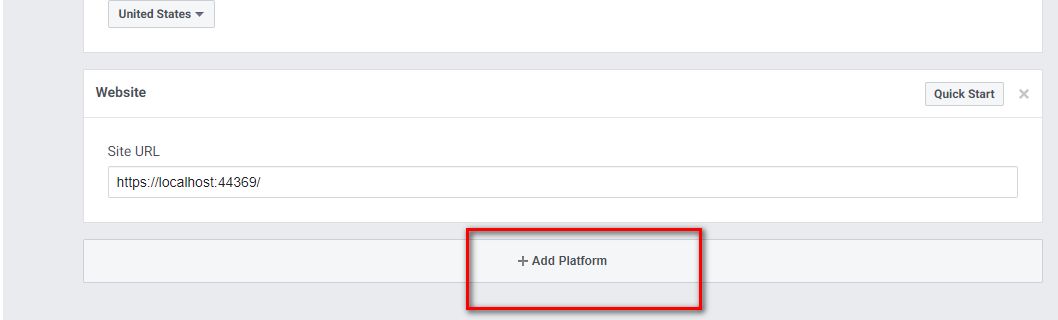 United States
Website
Quick Start
Site URL
https://localhost:44369/
+ Add Platform